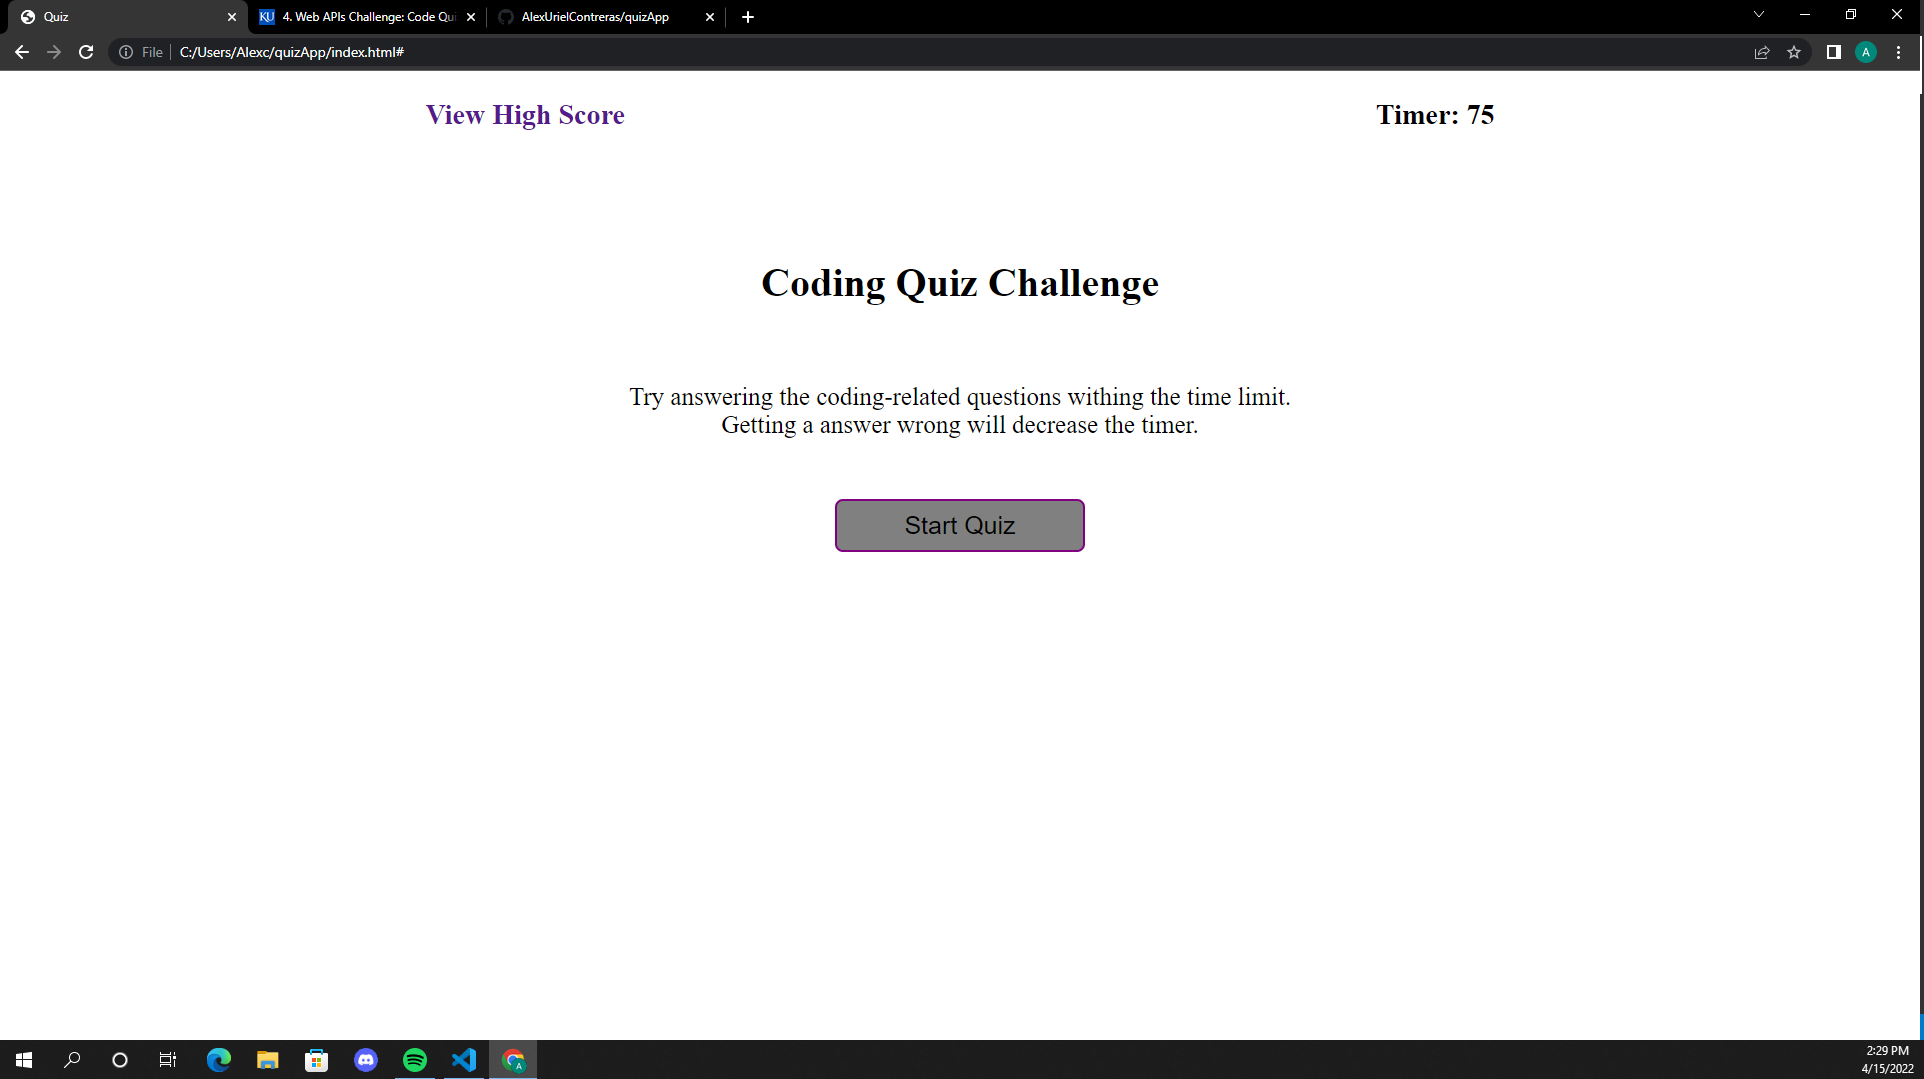 Quiz
4. Web APIs Challenge: Code Qui
AlexUrielContreras/quizApp
File
C:/Users/Alexc/quizApp/index.html#
A
View High Score
Timer: 75
Coding Quiz Challenge
Try answering the coding-related questions withing the time limit.
Getting a answer wrong will decrease the timer.
Start Quiz
A
2:29 PM
4/15/2022
KU